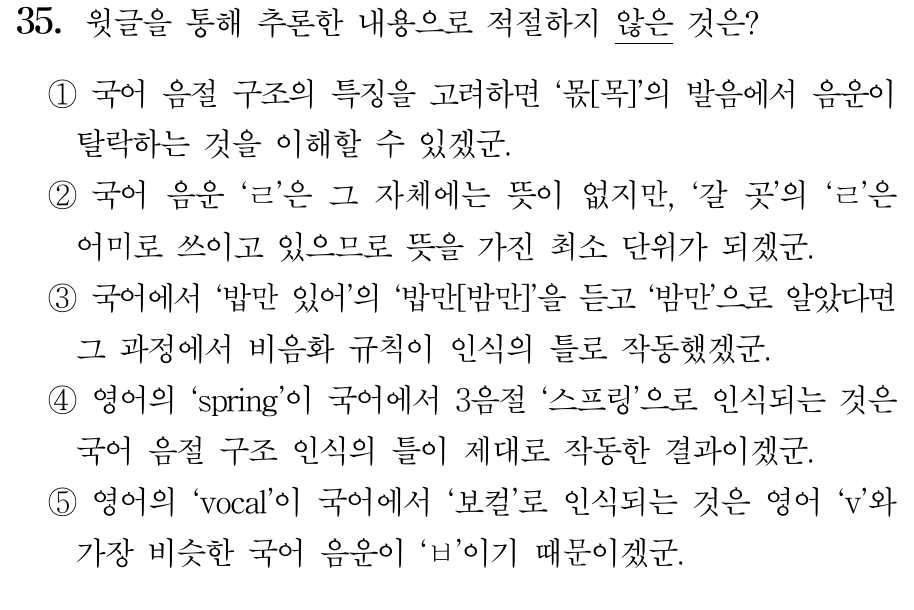 35. 윗글을 통해 추론한 내용으로 적절하지 않은 것은?
① 국어 음절 구조의 특징을 고려하면 ‘몫[목]’의 발음에서 음운이
탈락하는 것을 이해할 수 있겠군.
② 국어 음운 ‘ㄹ’은 그 자체에는 뜻이 없지만, ‘갈 곳’의 ‘ㄹ’은
어미로 쓰이고 있으므로 뜻을 가진 최소 단위가 되겠군.
③ 국어에서 ‘밥만 있어’의 ‘밥만[밤만]’을 듣고 ‘밤만’으로 알았다면
그 과정에서 비음화 규칙이 인식의 틀로 작동했겠군.
④ 영어의 ‘spring’이 국어에서 3음절 ‘스프링’으로 인식되는 것은
국어 음절 구조 인식의 틀이 제대로 작동한 결과이겠군.
⑤ 영어의 ‘vocal’이 국어에서 ‘보컬’로 인식되는 것은 영어 ‘v’와
가장 비슷한 국어 음운이 ‘ㅂ’이기 때문이겠군.